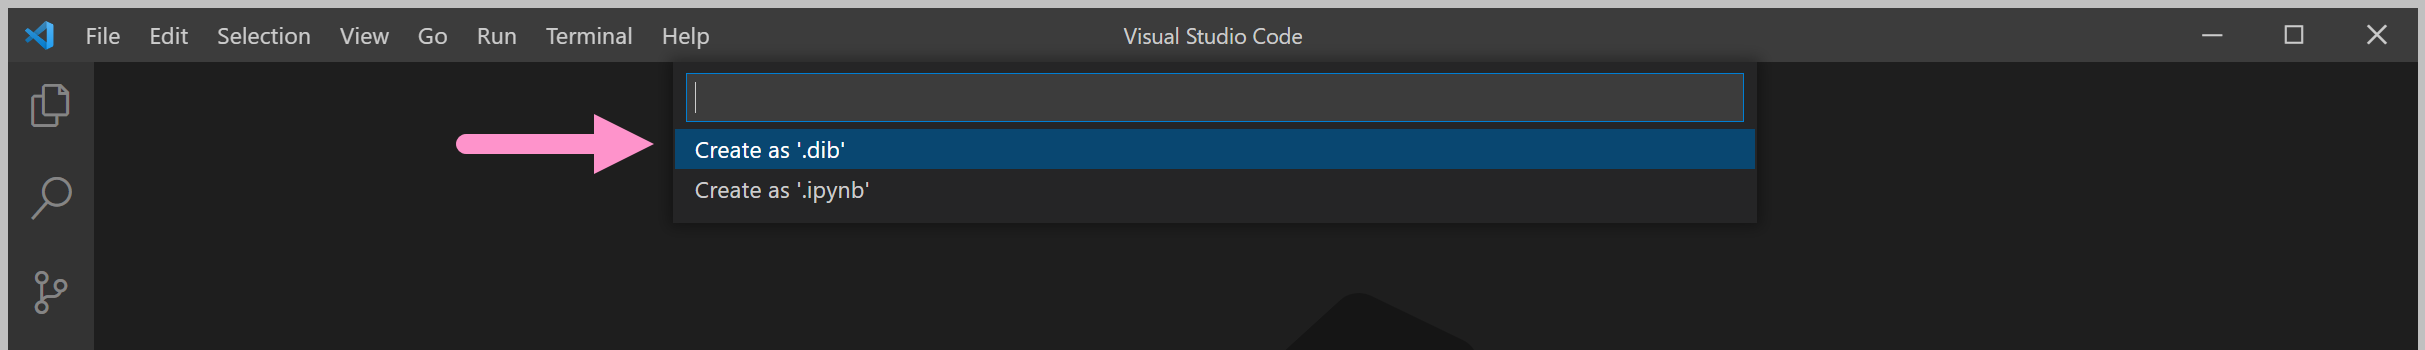 File Edit Selection View Go Run Terminal Help Visual Studio Code
Create as '.dib'
Create as '.ipynb'